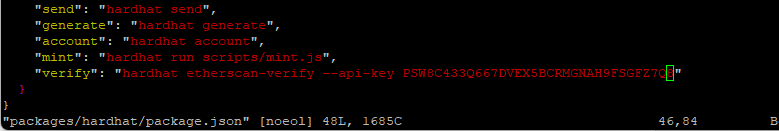 "send": "hardhat send",
"generate": "hardhat generate",
"account": "hardhat account",
"mint": "hardhat run scripts/mint.js",
"verify": "hardhat etherscan-verify --api-key PSW8C433Q667DVEX5BCRMGNAH9FSGF27Q8"
}
}
"packages/hardhat/package.json" [noeol] 48L, 1685C 46,84 B